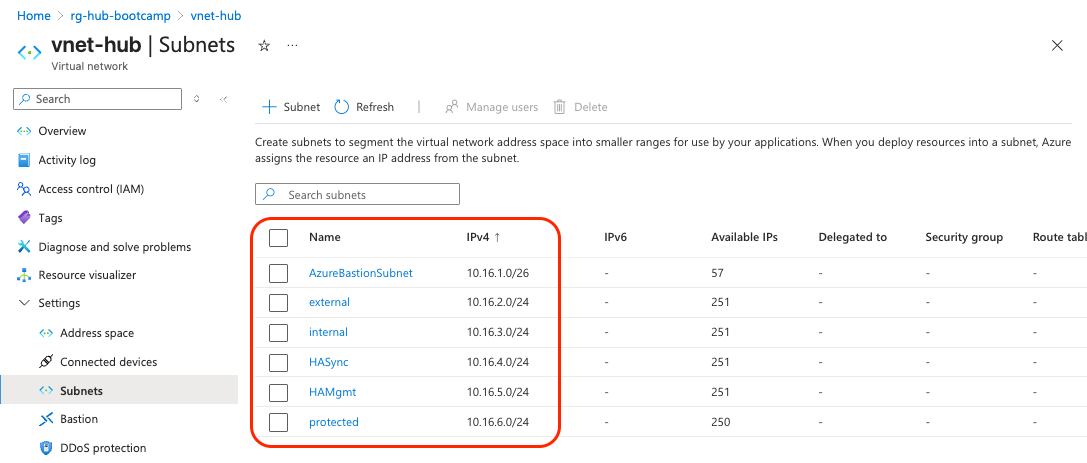 Home > rg-hub-bootcamp > vnet-hub
vnet-hub | Subnets
Virtual network
Search
Overview
Activity log
Access control (IAM)
Tags
Diagnose and solve problems
Resource visualizer
Settings
Address space
Connected devices
Subnets
Bastion
DDoS protection
+ Subnet Refresh | Manage users Delete
Create subnets to segment the virtual network address space into smaller ranges for use by your applications. When you deploy resources into a subnet, Azure
assigns the resource an IP address from the subnet.
Search subnets
Name IPv4 ↑ IPv6 Available IPs Delegated to Security group Route tabl
AzureBastionSubnet 10.16.1.0/26 - 57 - - -
external 10.16.2.0/24 - 251 - - -
internal 10.16.3.0/24 - 251 - - -
HASync 10.16.4.0/24 - 251 - - -
HAMgmt 10.16.5.0/24 - 251 - - -
protected 10.16.6.0/24 - 250 - - -